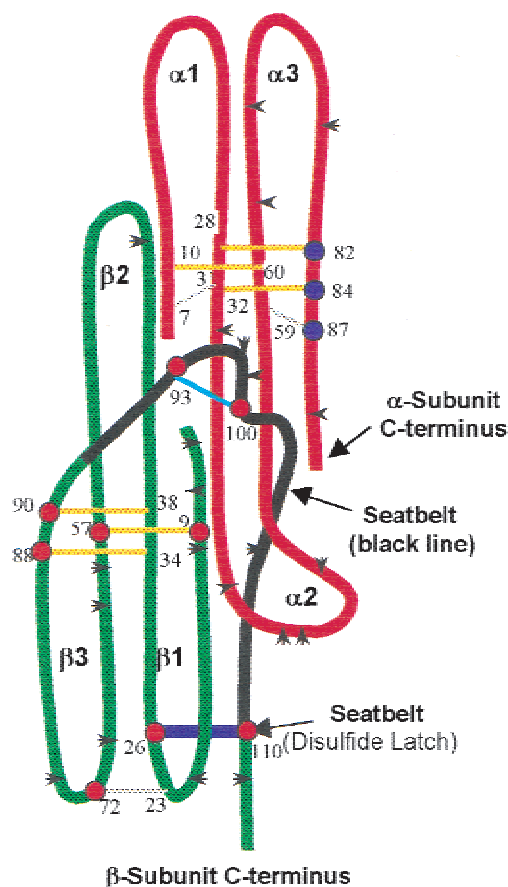 α1
α3
28
10
82
β2
3
60
84
7
32
59
87
93
100
α-Subunit
C-terminus
90
38
57
9
Seatbelt
(black line)
88
34
α2
β3
β1
Seatbelt
(Disulfide Latch)
26
110
72
23
β-Subunit C-terminus